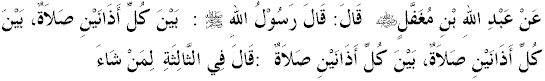 عَنْ عَبْدِ اللهِ بْنِ مُغَفَّلٍ ﷺ قَالَ: قَالَ رَسُوْلُ اللهِ ﷺ : بَيْنَ كُلِّ أَذَانَيْنِ صَلَاةٌ، بَيْنَ
كُلِّ أَذَانَيْنِ صَلَاةٌ، بَيْنَ كُلِّ أَذَانَيْنِ صَلَاةٌ :قَالَ فِي الثَّالِثَةِ لِمَنْ شَاءَ